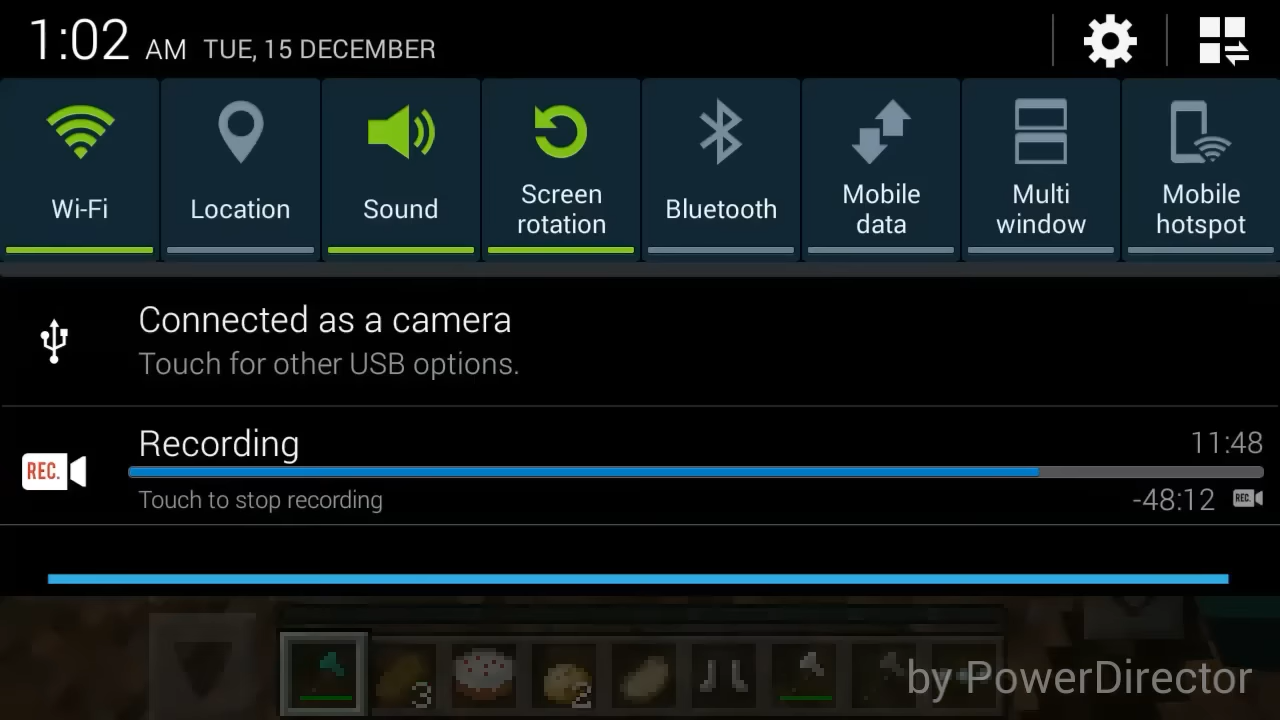 1:02 AM TUE, 15 DECEMBER
Wi-Fi
Location
Sound
Screen
rotation
Bluetooth
Mobile
data
Multi
window
Mobile
hotspot
Connected as a camera
Touch for other USB options.
REC.
Recording 11:48
Touch to stop recording -48:12 REC.
3
2
by PowerDirector